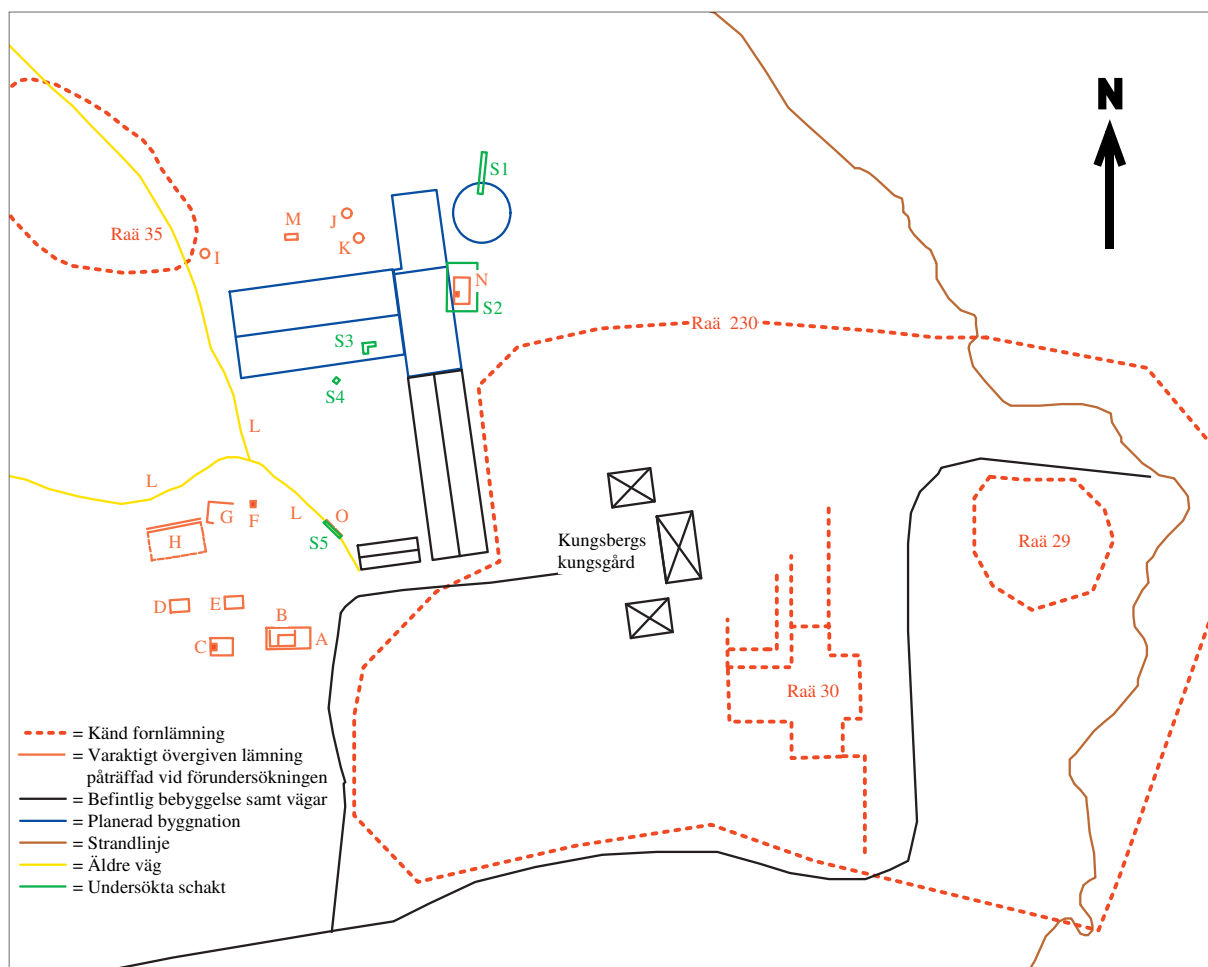 N
S1
M
J
Raä 35
K
I
N
S2
Raä 230
S3
S4
L
L
G
F
L
O
S5
H
Kungsbergs
kungsgård
Raä 29
D
E
B
C
A
Raä 30
= Känd fornlämning
= Varaktigt övergiven lämning
påträffad vid förundersökningen
= Befintlig bebyggelse samt vägar
= Planerad byggnation
= Strandlinje
= Äldre väg
= Undersökta schakt